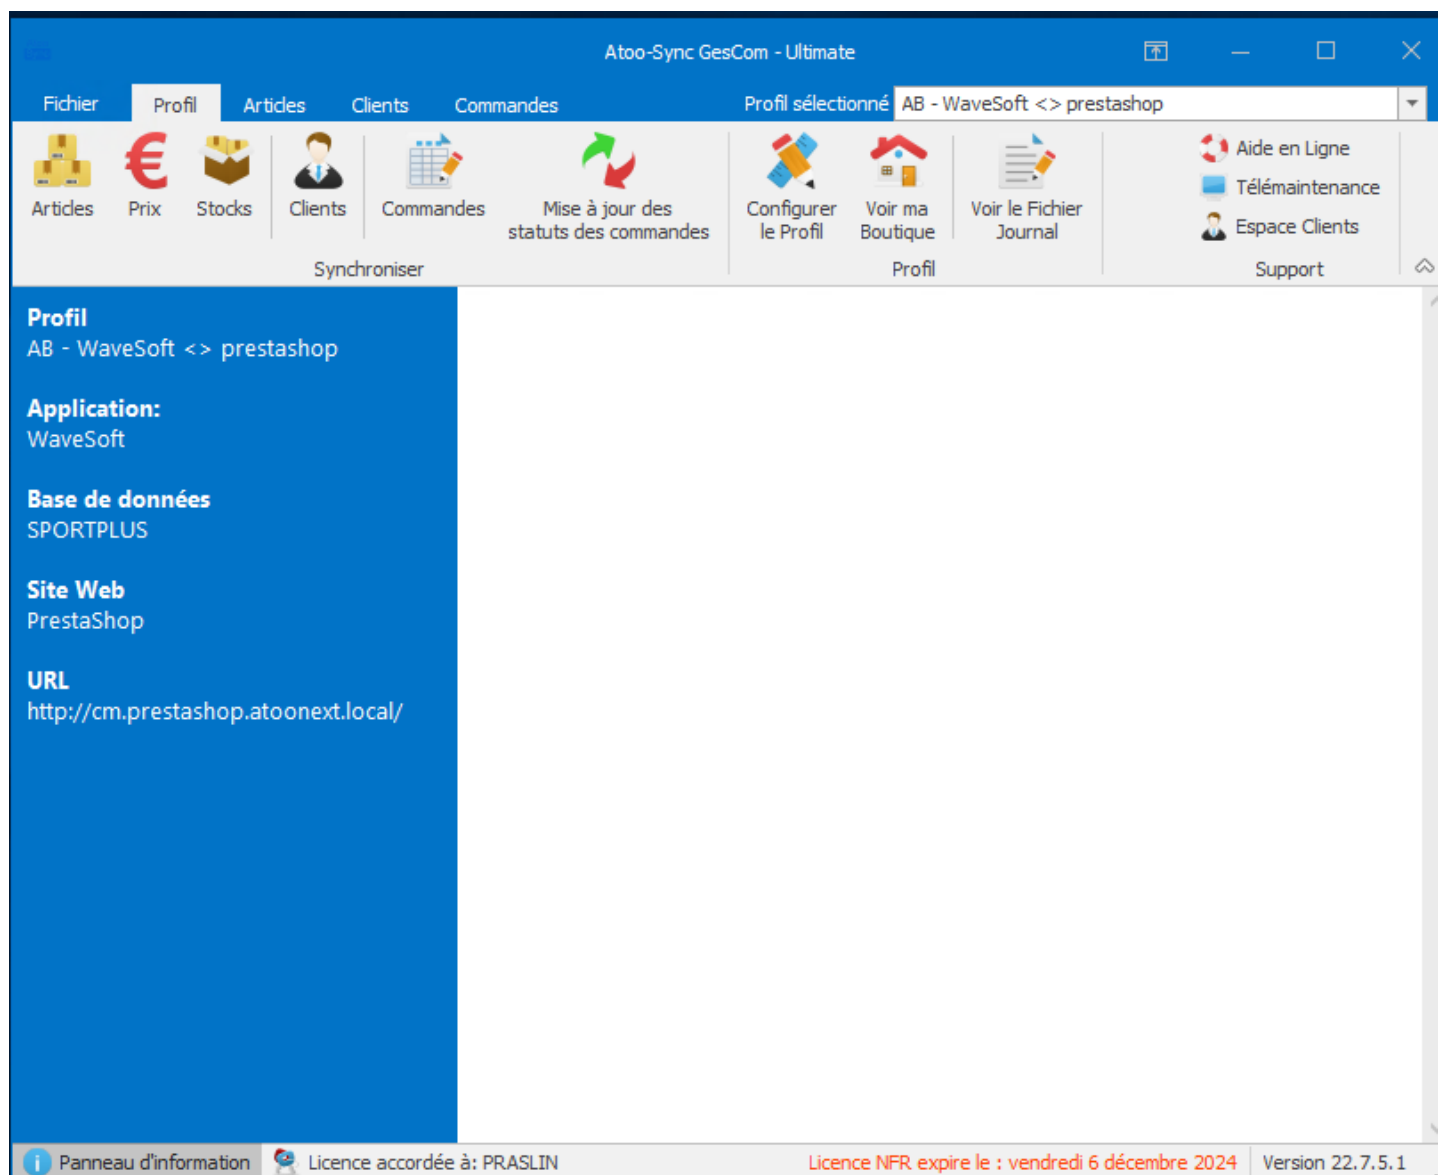 Atoo-Sync GesCom - Ultimate
Fichier Profil Articles Clients Commandes Profil sélectionné AB - WaveSoft <> prestashop
Articles Prix Stocks Clients Commandes Mise à jour des statuts des commandes
Synchroniser
Configurer le Profil Voir ma Boutique Voir le Fichier Journal
Profil
Aide en Ligne
Télémaintenance
Espace Clients
Support
Profil
AB - WaveSoft <> prestashop
Application:
WaveSoft
Base de données
SPORTPLUS
Site Web
PrestaShop
URL
http://cm.prestashop.atoonext.local/
Panneau d'information Licence accordée à: PRASLIN Licence NFR expire le : vendredi 6 décembre 2024 Version 22.7.5.1